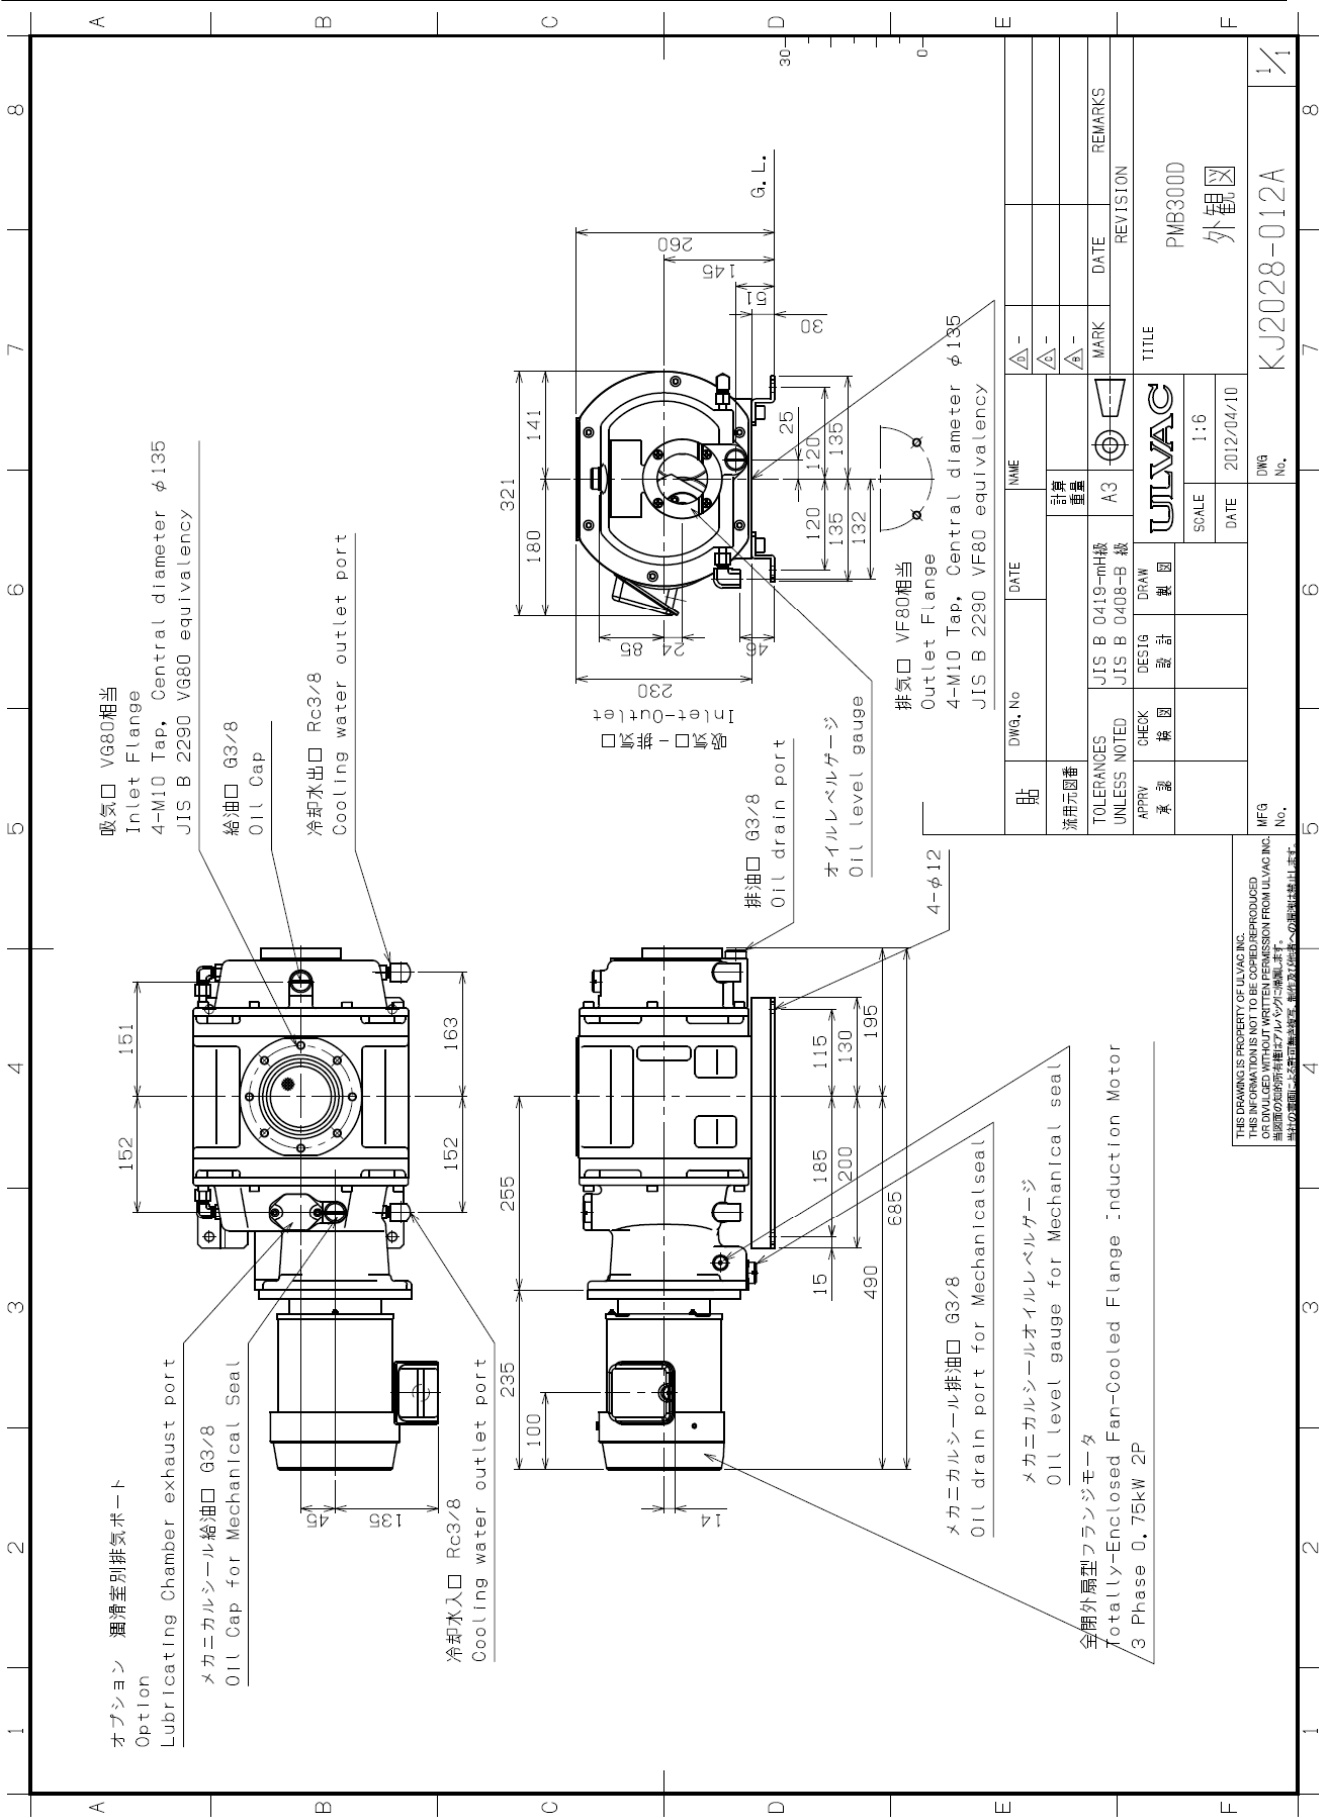 オプション 潤滑室別排気ポート
Option
Lubricating Chamber exhaust port
メカニカルシール給油口 G3/8
Oil Cap for Mechanical Seal
冷却水入口 Rc3/8
Cooling water outlet port
吸気口 VG80相当
Inlet Flange
4-M10 Tap, Central diameter φ135
JIS B 2290 VG80 equivalency
給油口 G3/8
Oil Cap
冷却水出口 Rc3/8
Cooling water outlet port
152
151
152
163
45
135
255
235
100
14
15
185
115
200
130
490
195
685
4-φ12
排油口 G3/8
Oil drain port
オイルレベルゲージ
Oil level gauge
メカニカルシール排油口 G3/8
Oil drain port for Mechanicalseal
メカニカルシールオイルレベルゲージ
Oil level gauge for Mechanical seal
全閉外扇型フランジモータ
Totally-Enclosed Fan-Cooled Flange Induction Motor
3 Phase 0.75kW 2P
321
180
141
吸気口-排気口
Inlet-Outlet
230
85
24
46
260
145
51
30
G.L.
25
120
120
135
135
132
排気口 VF80相当
Outlet Flange
4-M10 Tap, Central diameter φ135
JIS B 2290 VF80 equivalency
30
0
貼
DWG.No
DATE
NAME
流用元図番
計算
重量
D -
C -
B -
TOLERANCES
UNLESS NOTED
JIS B 0419-mH級
JIS B 0408-B 級
A3
MARK
DATE
REMARKS
REVISION
APPRV
承認
CHECK
検図
DESIG
設計
DRAW
製図
ULVAC
SCALE
1:6
DATE
2012/04/10
TITLE
PMB300D
外観図
MFG
No.
DWG
No.
KJ2028-012A
1/1
THIS DRAWING IS PROPERTY OF ULVAC INC.
THIS INFORMATION IS NOT TO BE COPIED,REPRODUCED
OR DIVULGED WITHOUT WRITTEN PERMISSION FROM ULVAC INC.
A
B
C
D
E
F
A
B
C
D
E
F
1
2
3
4
5
6
7
8
1
2
3
4
5
6
7
8